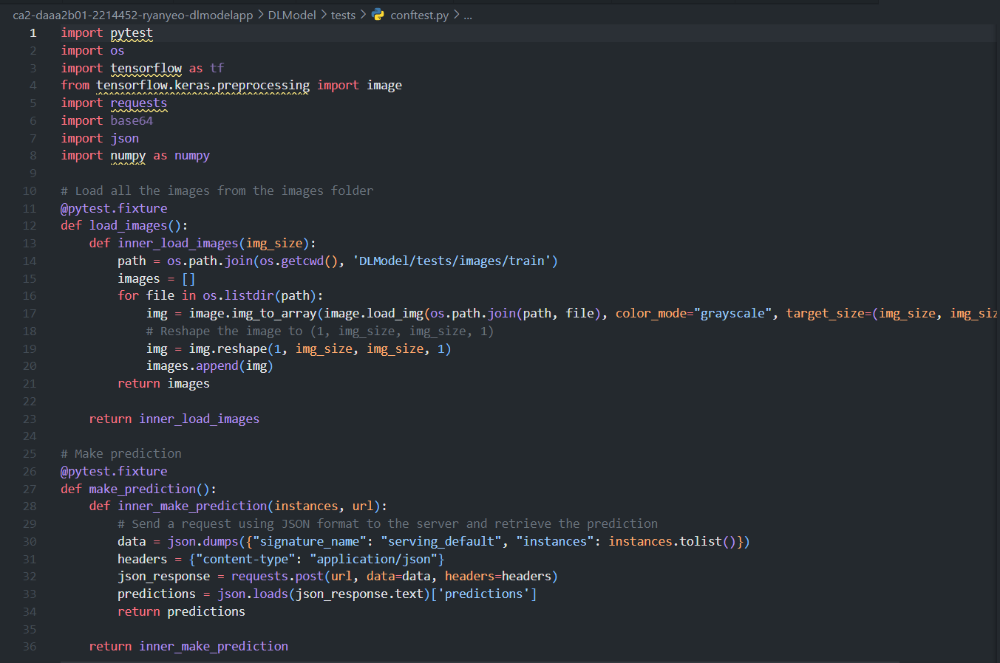 ca2-daaa2b01-2214452-ryanyeo-dlmodelapp > DLModel > tests > conftest.py > ...
1 import pytest
2 import os
3 import tensorflow as tf
4 from tensorflow.keras.preprocessing import image
5 import requests
6 import base64
7 import json
8 import numpy as numpy
9
10 # Load all the images from the images folder
11 @pytest.fixture
12 def load_images():
13     def inner_load_images(img_size):
14         path = os.path.join(os.getcwd(), 'DLModel/tests/images/train')
15         images = []
16         for file in os.listdir(path):
17             img = image.img_to_array(image.load_img(os.path.join(path, file), color_mode="grayscale", target_size=(img_size, img_siz
18             # Reshape the image to (1, img_size, img_size, 1)
19             img = img.reshape(1, img_size, img_size, 1)
20             images.append(img)
21         return images
22
23     return inner_load_images
24
25 # Make prediction
26 @pytest.fixture
27 def make_prediction():
28     def inner_make_prediction(instances, url):
29         # Send a request using JSON format to the server and retrieve the prediction
30         data = json.dumps({"signature_name": "serving_default", "instances": instances.tolist()})
31         headers = {"content-type": "application/json"}
32         json_response = requests.post(url, data=data, headers=headers)
33         predictions = json.loads(json_response.text)['predictions']
34         return predictions
35
36     return inner_make_prediction